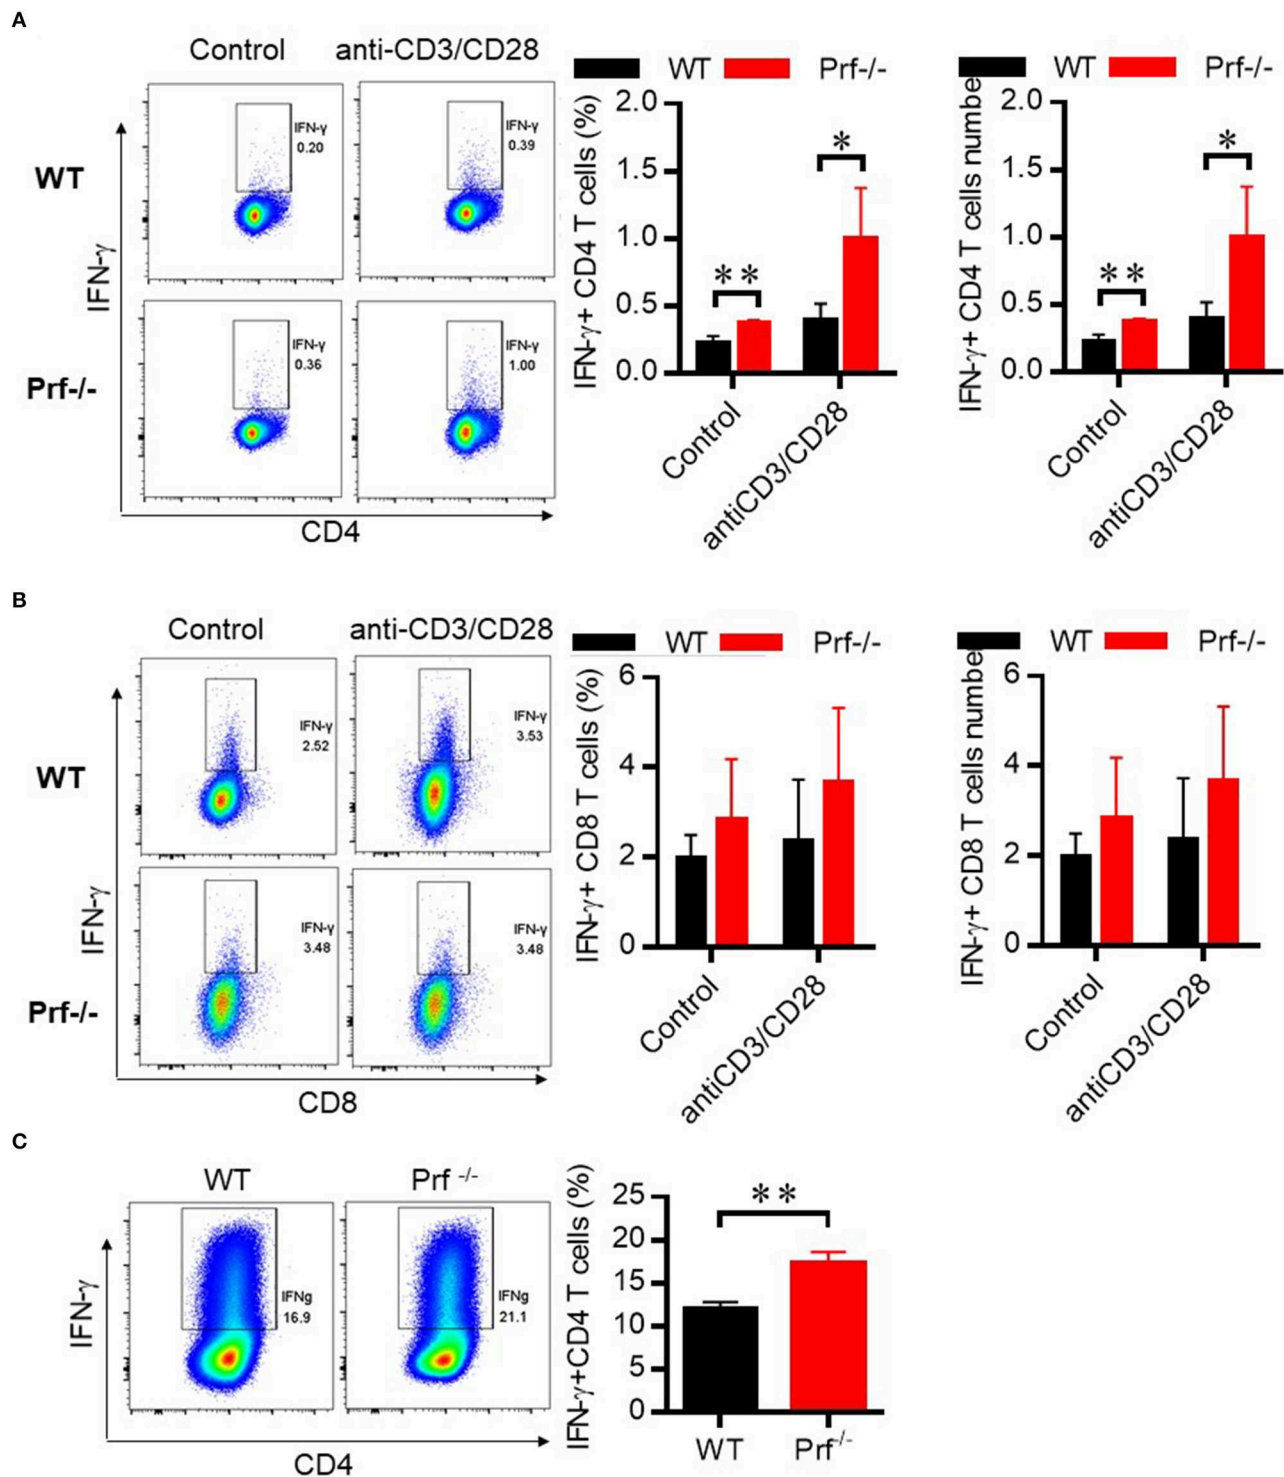 A
Control anti-CD3/CD28
WT
Prf-/-
IFN-γ
CD4
IFN-γ
0.20
IFN-γ
0.39
IFN-γ
0.36
IFN-γ
1.00
WT Prf-/-
IFN-γ+ CD4 T cells (%)
2.0
1.5
1.0
0.5
0.0
**
*
Control
antiCD3/CD28
WT Prf-/-
IFN-γ+ CD4 T cells numbe
2.0
1.5
1.0
0.5
0.0
**
*
Control
antiCD3/CD28
B
Control anti-CD3/CD28
WT
Prf-/-
IFN-γ
CD8
IFN-γ
2.52
IFN-γ
3.53
IFN-γ
3.48
IFN-γ
3.48
WT Prf-/-
IFN-γ+ CD8 T cells (%)
6
4
2
0
Control
antiCD3/CD28
WT Prf-/-
IFN-γ+ CD8 T cells numbe
6
4
2
0
Control
antiCD3/CD28
C
WT Prf -/-
IFN-γ
CD4
IFNg
16.9
IFNg
21.1
IFN-γ+CD4 T cells (%)
25
20
15
10
5
0
**
WT Prf-/-